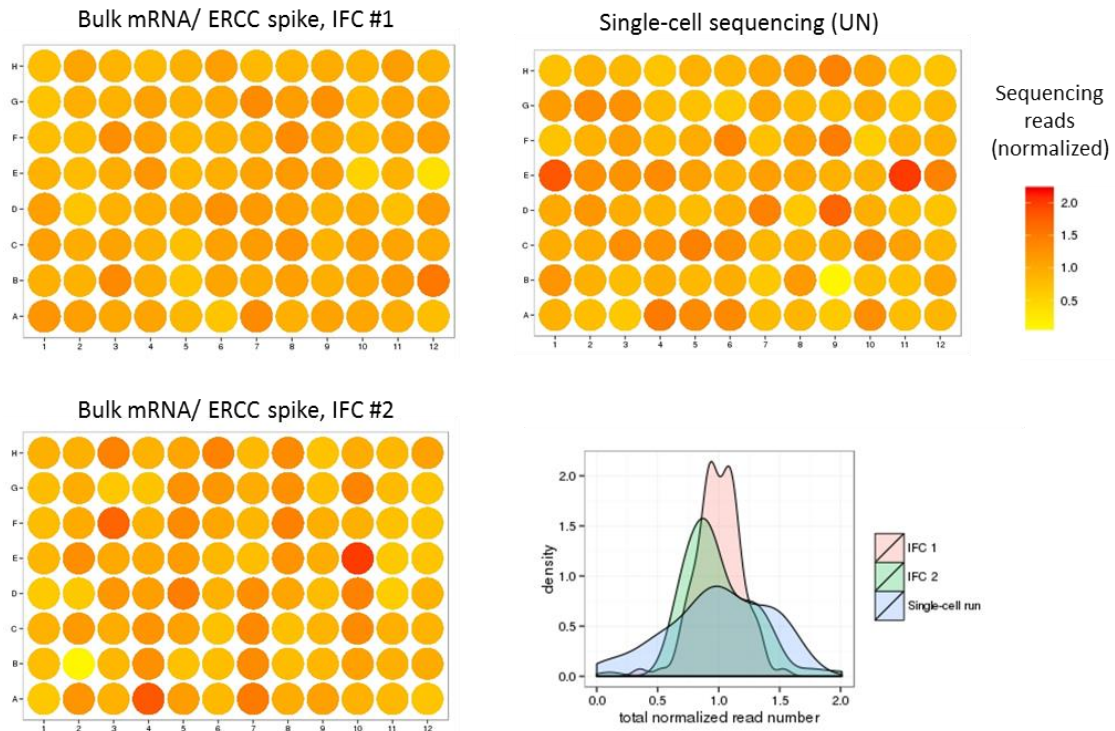 Bulk mRNA/ ERCC spike, IFC #1
H
G
F
E
D
C
B
A
1 2 3 4 5 6 7 8 9 10 11 12
Single-cell sequencing (UN)
H
G
F
E
D
C
B
A
1 2 3 4 5 6 7 8 9 10 11 12
Sequencing
reads
(normalized)
2.0
1.5
1.0
0.5
Bulk mRNA/ ERCC spike, IFC #2
H
G
F
E
D
C
B
A
1 2 3 4 5 6 7 8 9 10 11 12
density
2.0
1.5
1.0
0.5
0.0
0.0 0.5 1.0 1.5 2.0
total normalized read number
IFC 1
IFC 2
Single-cell run